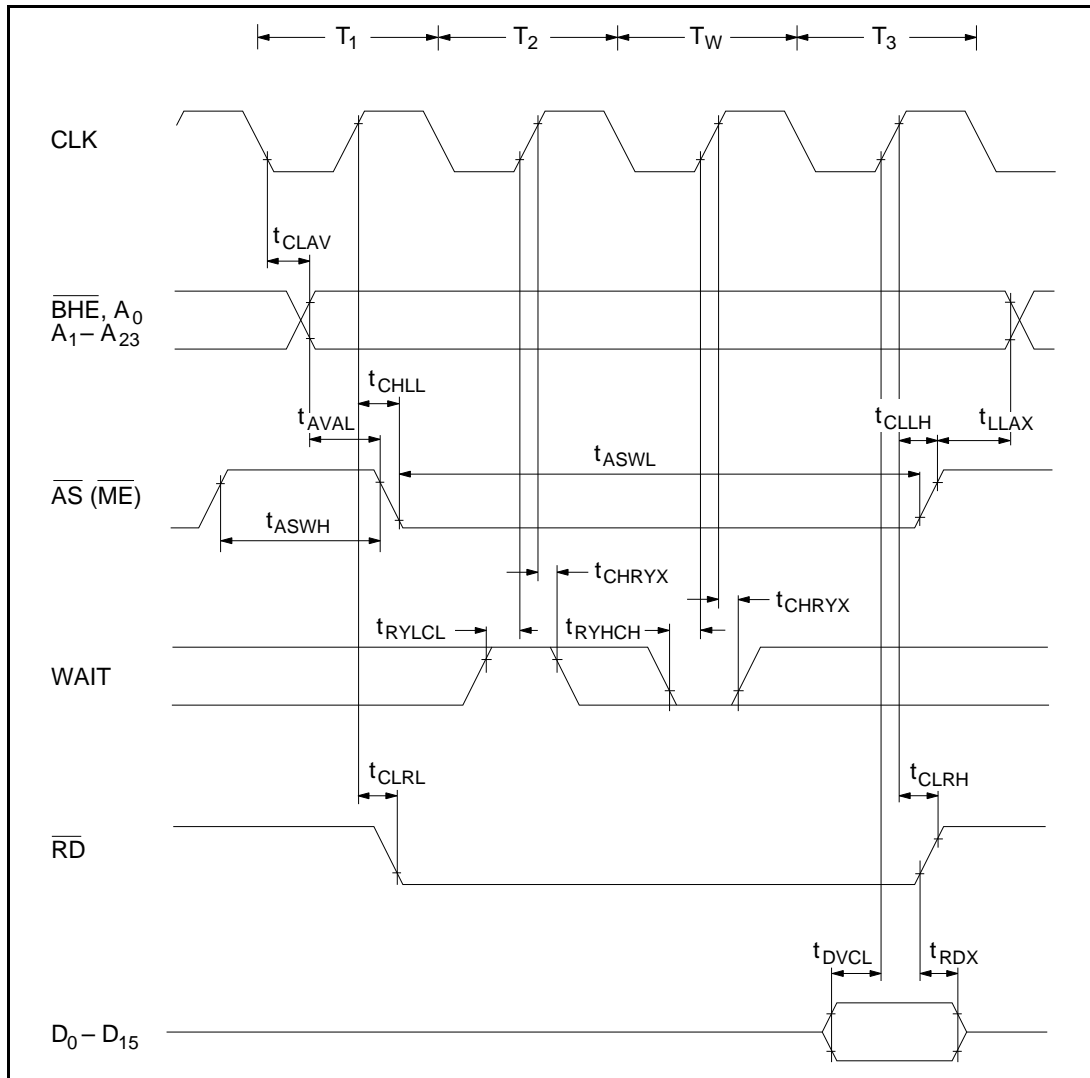 T1 T2 TW T3
CLK
tCLAV
BHE, A0
A1 – A23
tCHLL
tAVAL
tCLLH
tLLAX
tASWL
AS (ME)
tASWH
tCHRYX
tCHRYX
tRYLCL
tRYHCH
WAIT
tCLRL
tCLRH
RD
tDVCL
tRDX
D0 – D15